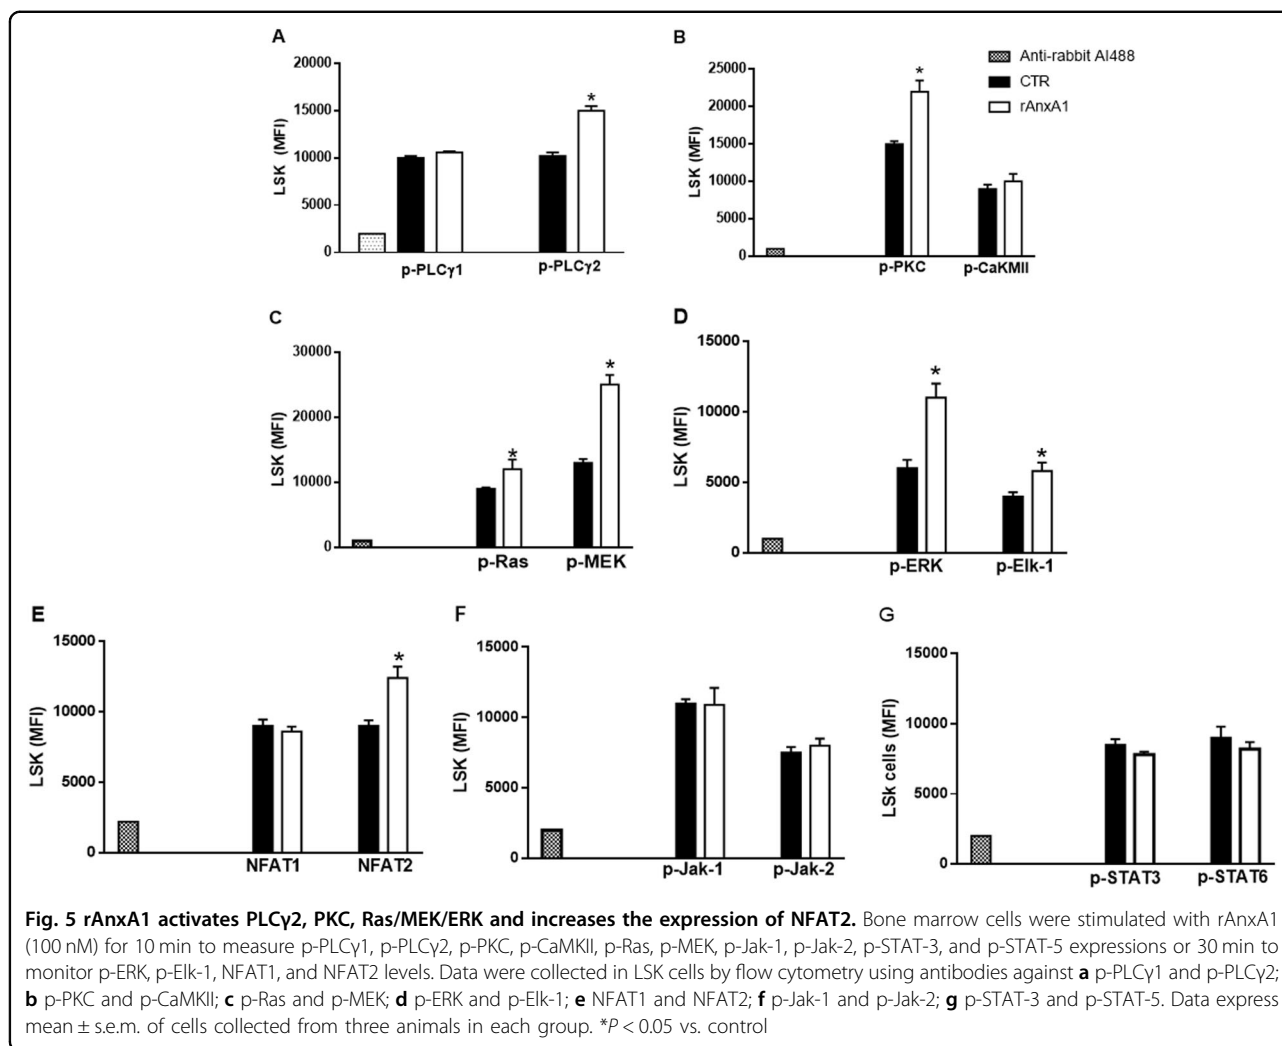 A
LSK (MFI)
20000
15000
10000
5000
0
*
p-PLCγ1
p-PLCγ2
B
LSK (MFI)
25000
20000
15000
10000
5000
0
*
p-PKC
p-CaKMII
Anti-rabbit Al488
CTR
rAnxA1
C
LSK (MFI)
30000
20000
10000
0
*
*
p-Ras
p-MEK
D
LSK (MFI)
15000
10000
5000
0
*
*
p-ERK
p-Elk-1
E
LSK (MFI)
15000
10000
5000
0
*
NFAT1
NFAT2
F
LSK (MFI)
15000
10000
5000
0
p-Jak-1
p-Jak-2
G
LSk cells (MFI)
15000
10000
5000
0
p-STAT3
p-STAT6
Fig. 5 rAnxA1 activates PLCγ2, PKC, Ras/MEK/ERK and increases the expression of NFAT2. Bone marrow cells were stimulated with rAnxA1
(100 nM) for 10 min to measure p-PLCγ1, p-PLCγ2, p-PKC, p-CaMKII, p-Ras, p-MEK, p-Jak-1, p-Jak-2, p-STAT-3, and p-STAT-5 expressions or 30 min to
monitor p-ERK, p-Elk-1, NFAT1, and NFAT2 levels. Data were collected in LSK cells by flow cytometry using antibodies against a p-PLCγ1 and p-PLCγ2;
b p-PKC and p-CaMKII; c p-Ras and p-MEK; d p-ERK and p-Elk-1; e NFAT1 and NFAT2; f p-Jak-1 and p-Jak-2; g p-STAT-3 and p-STAT-5. Data express
mean ± s.e.m. of cells collected from three animals in each group. *P < 0.05 vs. control